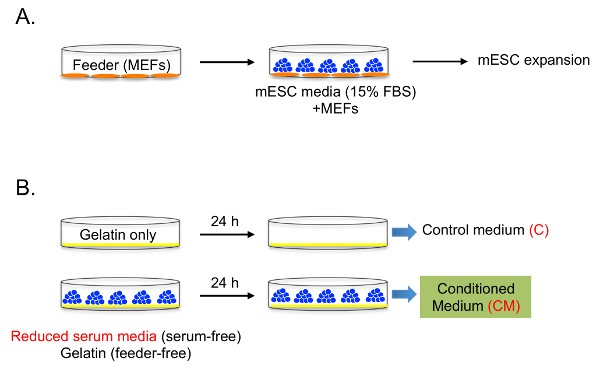 A.
Feeder (MEFs)
mESC media (15% FBS)
+MEFs
mESC expansion
B.
Gelatin only
24 h
Control medium (C)
24 h
Conditioned
Medium (CM)
Reduced serum media (serum-free)
Gelatin (feeder-free)